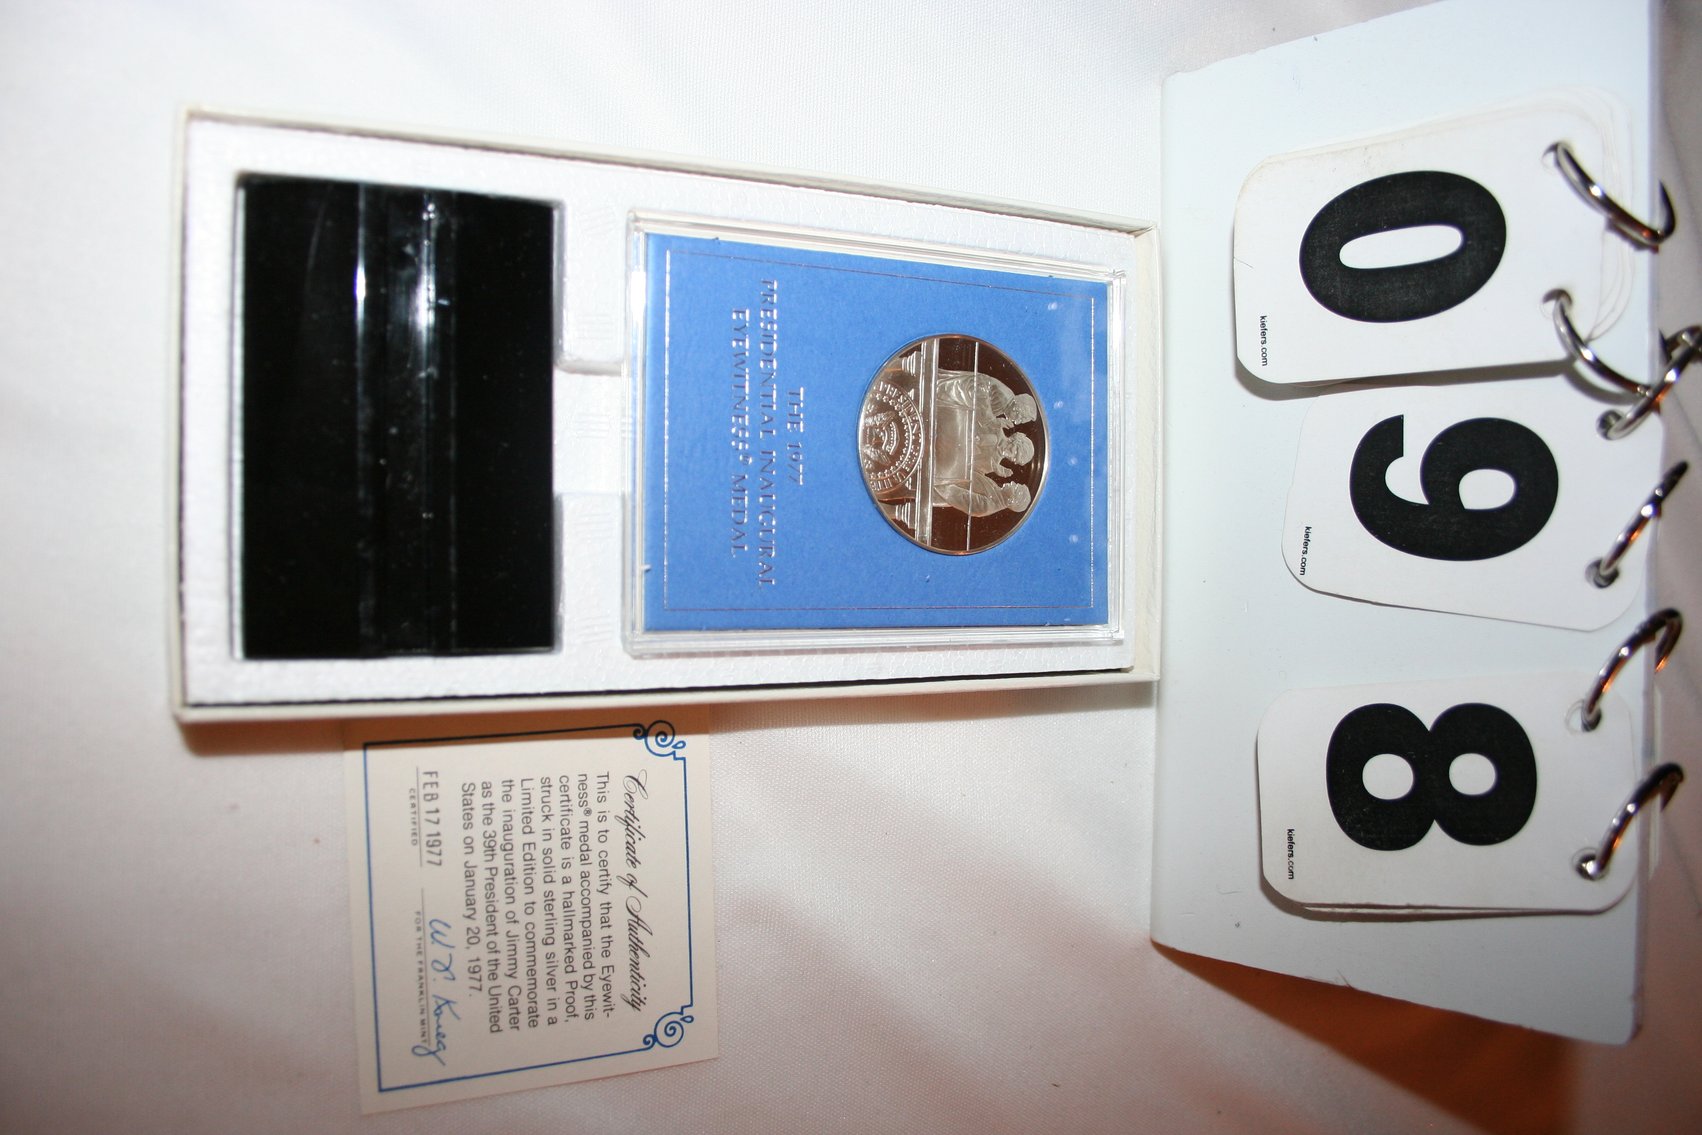 0 9 8
kiefers.com kiefers.com kiefers.com
THE 1977
PRESIDENTIAL INAUGURAL
EYEWITNESS® MEDAL
Certificate of Authenticity
This is to certify that the Eyewit-
ness® medal accompanied by this
certificate is a hallmarked Proof,
struck in solid sterling silver in a
Limited Edition to commemorate
the inauguration of Jimmy Carter
as the 39th President of the United
States on January 20, 1977.
FEB 17 1977
CERTIFIED
FOR THE FRANKLIN MINT